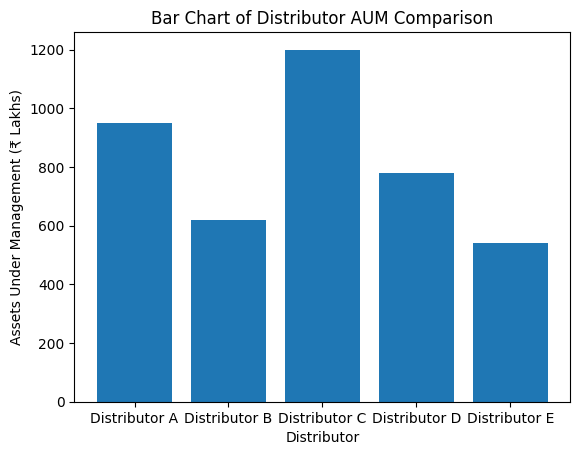 Bar Chart of Distributor AUM Comparison
Assets Under Management (₹ Lakhs)
1200
1000
800
600
400
200
0
Distributor A Distributor B Distributor C Distributor D Distributor E
Distributor